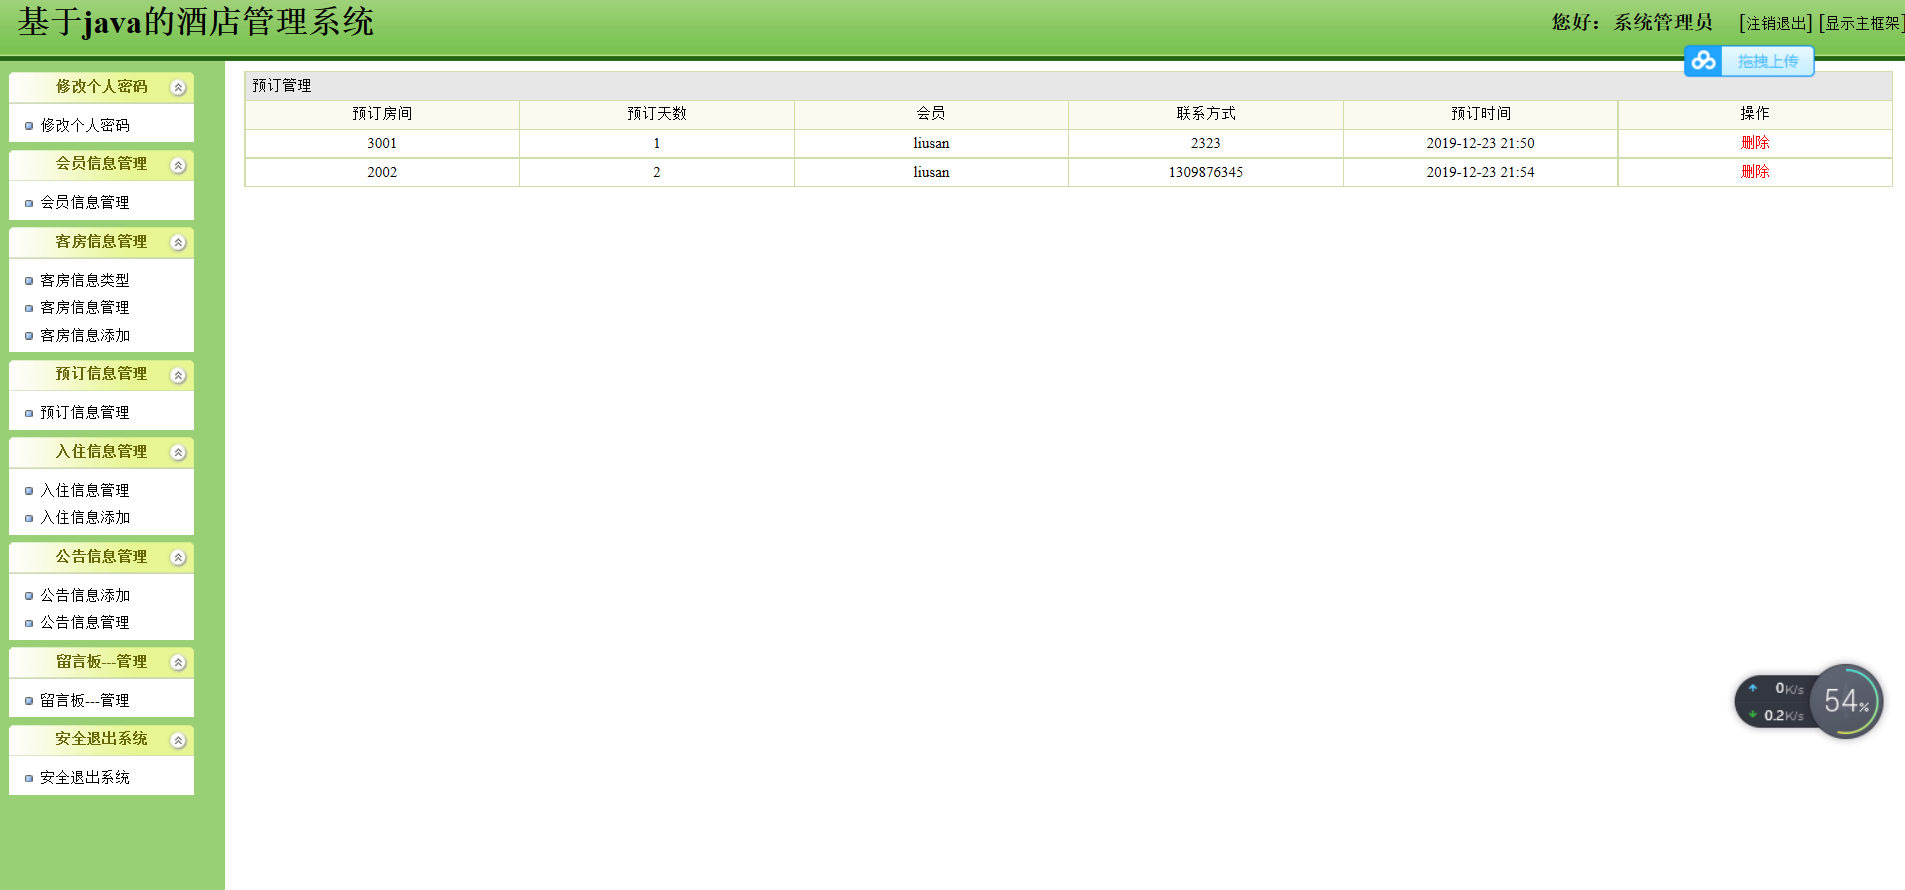 基于java的酒店管理系统
您好：系统管理员 [注销退出] [显示主框架]
拖拽上传
修改个人密码
修改个人密码
会员信息管理
会员信息管理
客房信息管理
客房信息类型
客房信息管理
客房信息添加
预订信息管理
预订信息管理
入住信息管理
入住信息管理
入住信息添加
公告信息管理
公告信息添加
公告信息管理
留言板---管理
留言板---管理
安全退出系统
安全退出系统
预订管理
预订房间 预订天数 会员 联系方式 预订时间 操作
3001 1 liusan 2323 2019-12-23 21:50 删除
2002 2 liusan 1309876345 2019-12-23 21:54 删除
0K/s
0.2K/s
54%